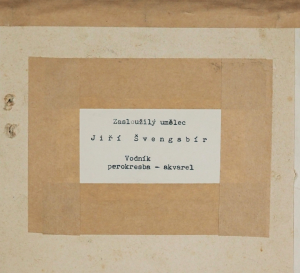 Zasloužilý umělec
Jiří Švengsbír
Vodník
perokresba - akvarel